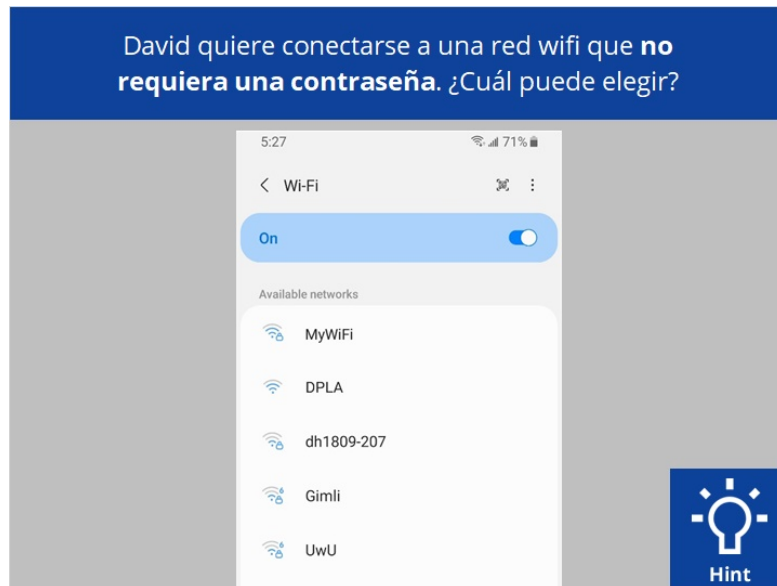 David quiere conectarse a una red wifi que no
requiera una contraseña. ¿Cuál puede elegir?
5:27
71%
Wi-Fi
On
Available networks
MyWiFi
DPLA
dh1809-207
Gimli
UwU
Hint